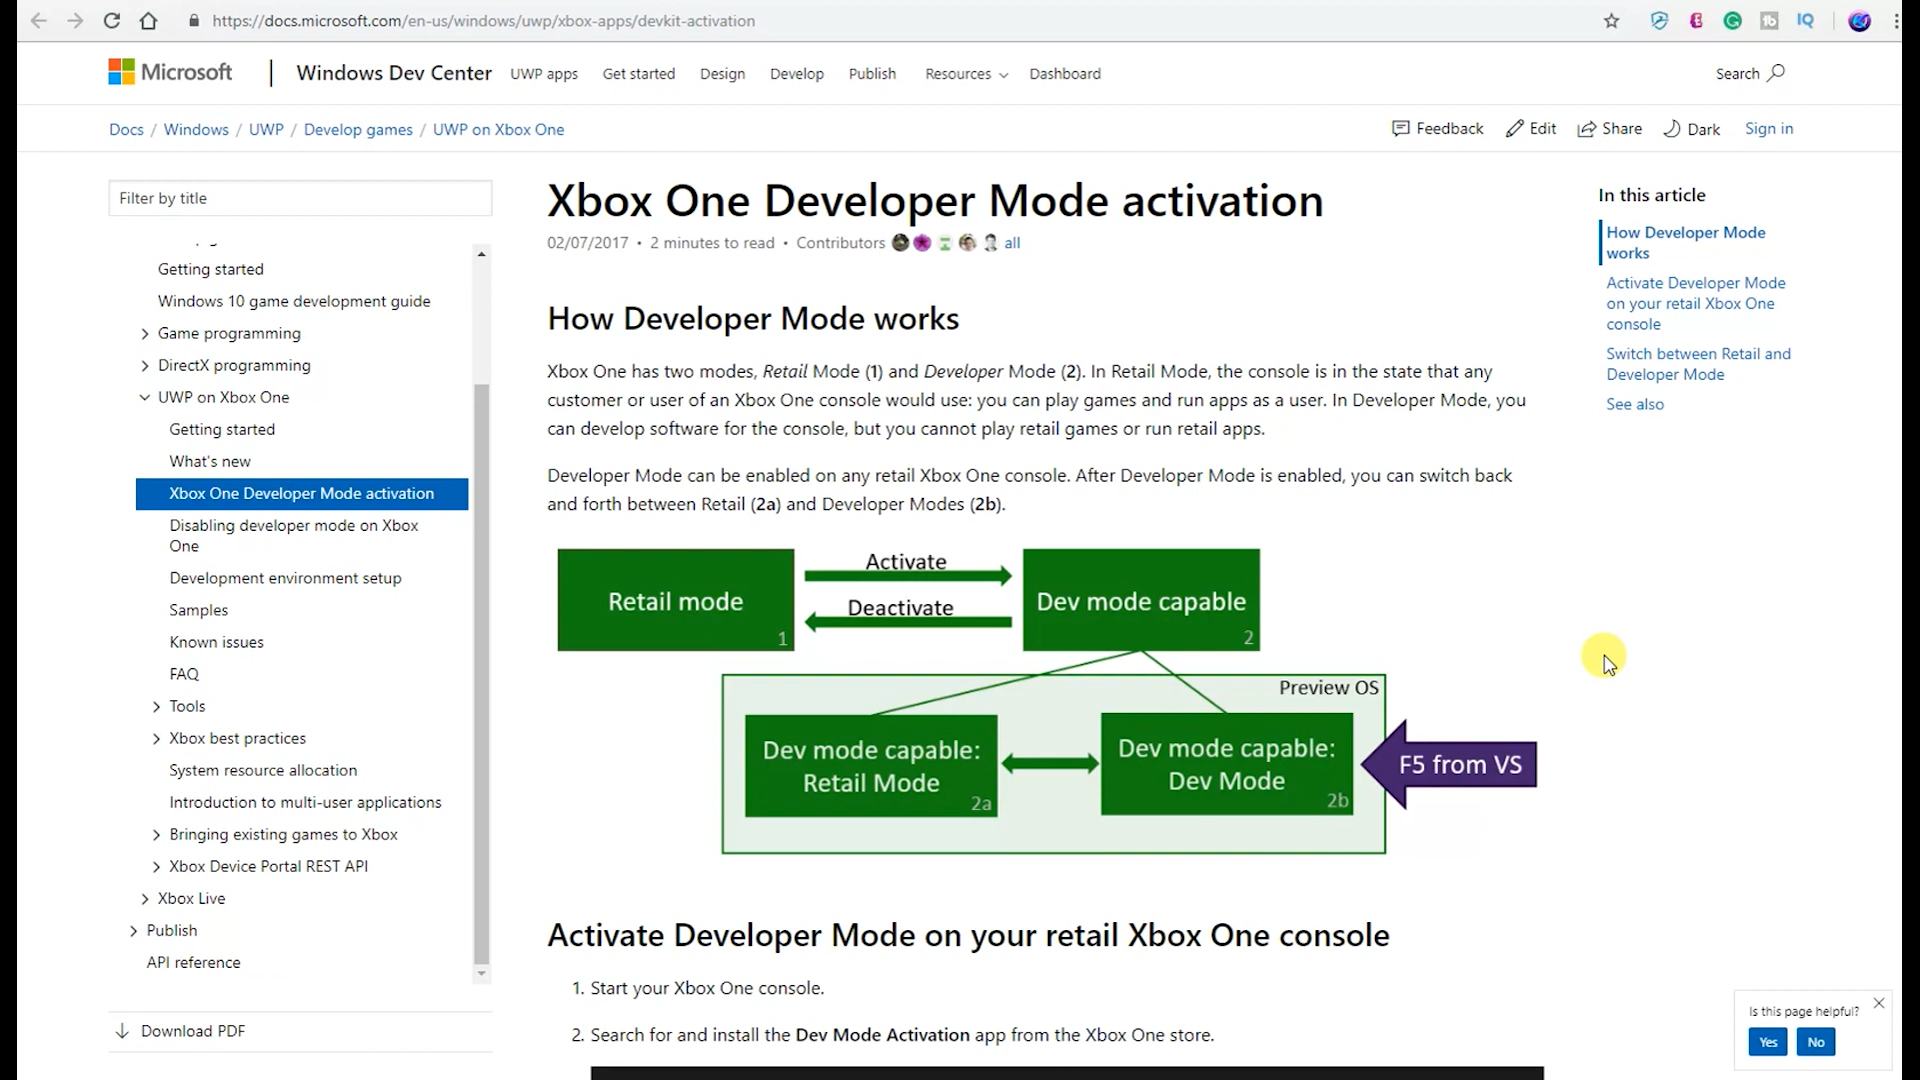 https://docs.microsoft.com/en-us/windows/uwp/xbox-apps/devkit-activation
Microsoft
Windows Dev Center
UWP apps
Get started
Design
Develop
Publish
Resources
Dashboard
Search
Docs / Windows / UWP / Develop games / UWP on Xbox One
Feedback
Edit
Share
Dark
Sign in
Filter by title
Getting started
Windows 10 game development guide
Game programming
DirectX programming
UWP on Xbox One
Getting started
What's new
Xbox One Developer Mode activation
Disabling developer mode on Xbox
One
Development environment setup
Samples
Known issues
FAQ
Tools
Xbox best practices
System resource allocation
Introduction to multi-user applications
Bringing existing games to Xbox
Xbox Device Portal REST API
Xbox Live
Publish
API reference
Download PDF
Xbox One Developer Mode activation
02/07/2017 • 2 minutes to read • Contributors all
How Developer Mode works
Xbox One has two modes, Retail Mode (1) and Developer Mode (2). In Retail Mode, the console is in the state that any
customer or user of an Xbox One console would use: you can play games and run apps as a user. In Developer Mode, you
can develop software for the console, but you cannot play retail games or run retail apps.
Developer Mode can be enabled on any retail Xbox One console. After Developer Mode is enabled, you can switch back
and forth between Retail (2a) and Developer Modes (2b).
Retail mode
1
Activate
Deactivate
Dev mode capable
2
Preview OS
Dev mode capable:
Retail Mode
2a
Dev mode capable:
Dev Mode
2b
F5 from VS
Activate Developer Mode on your retail Xbox One console
1. Start your Xbox One console.
2. Search for and install the Dev Mode Activation app from the Xbox One store.
In this article
How Developer Mode
works
Activate Developer Mode
on your retail Xbox One
console
Switch between Retail and
Developer Mode
See also
Is this page helpful?
Yes
No